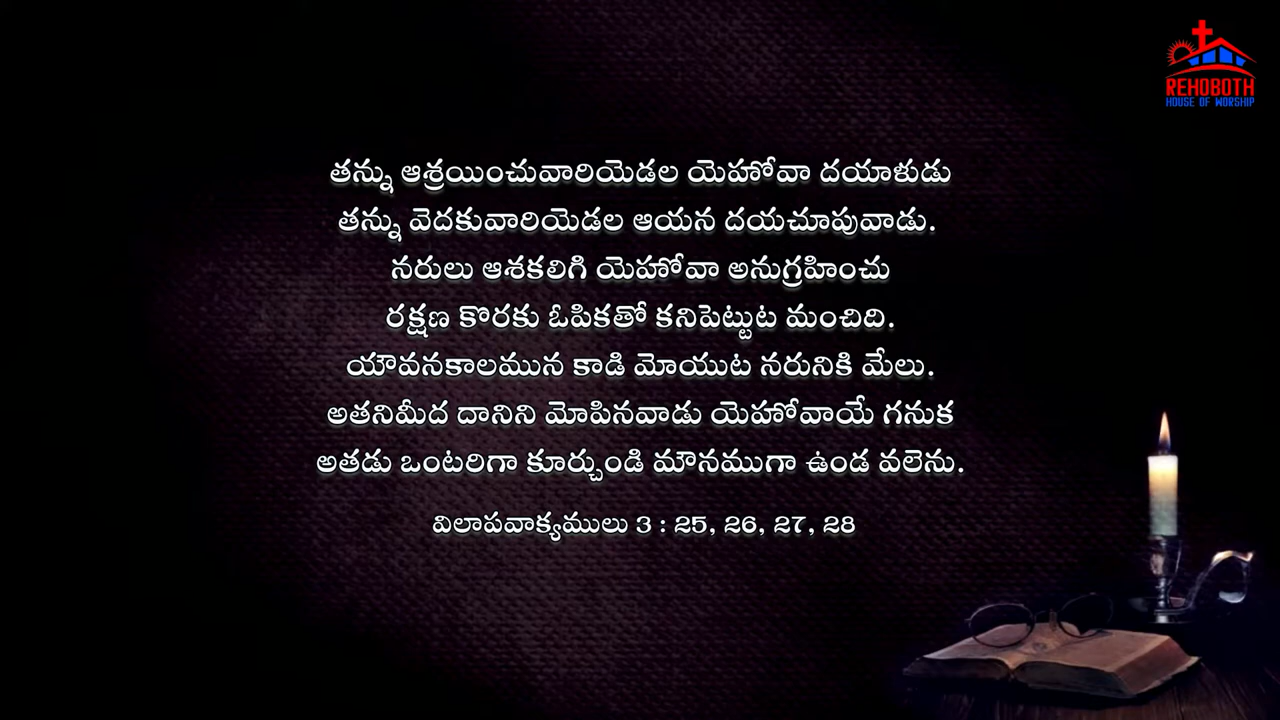 REHOBOTH
HOUSE OF WORSHIP
తన్ను ఆశ్రయించువారియెడల యెహోవా దయాళుడు
తన్ను వెదకువారియెడల ఆయన దయచూపువాడు.
నరులు ఆశకలిగి యెహోవా అనుగ్రహించు
రక్షణ కొరకు ఓపికతో కనిపెట్టుట మంచిది.
యౌవనకాలమున కాడి మోయుట నరునికి మేలు.
అతనిమీద దానిని మోపినవాడు యెహోవాయే గనుక
అతడు ఒంటరిగా కూర్చుండి మౌనముగా ఉండ వలెను.
విలాపవాక్యములు 3 : 25, 26, 27, 28